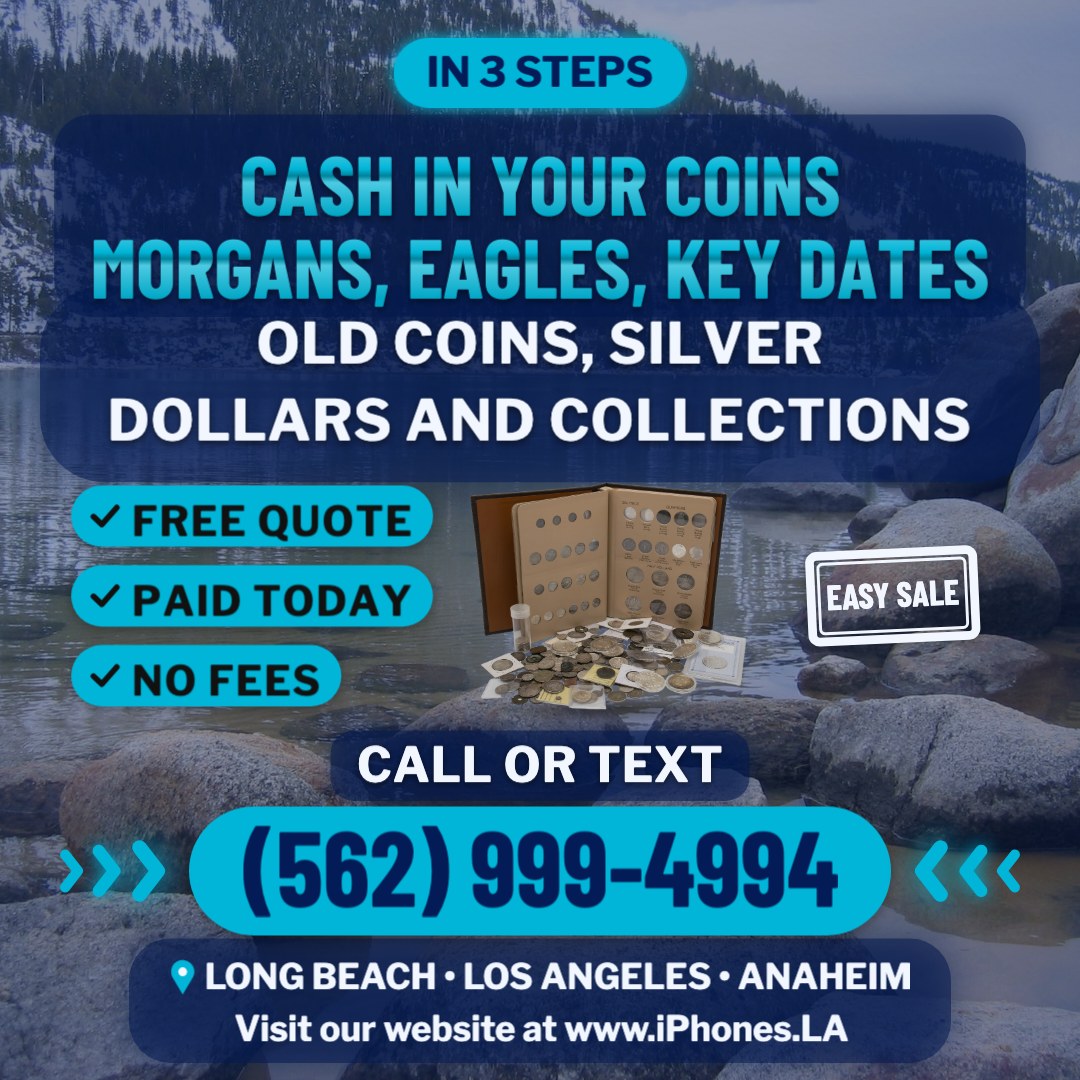 IN 3 STEPS
CASH IN YOUR COINS
MORGANS, EAGLES, KEY DATES
OLD COINS, SILVER
DOLLARS AND COLLECTIONS
✓ FREE QUOTE
✓ PAID TODAY
✓ NO FEES
EASY SALE
CALL OR TEXT
(562) 999-4994
LONG BEACH • LOS ANGELES • ANAHEIM
Visit our website at www.iPhones.LA